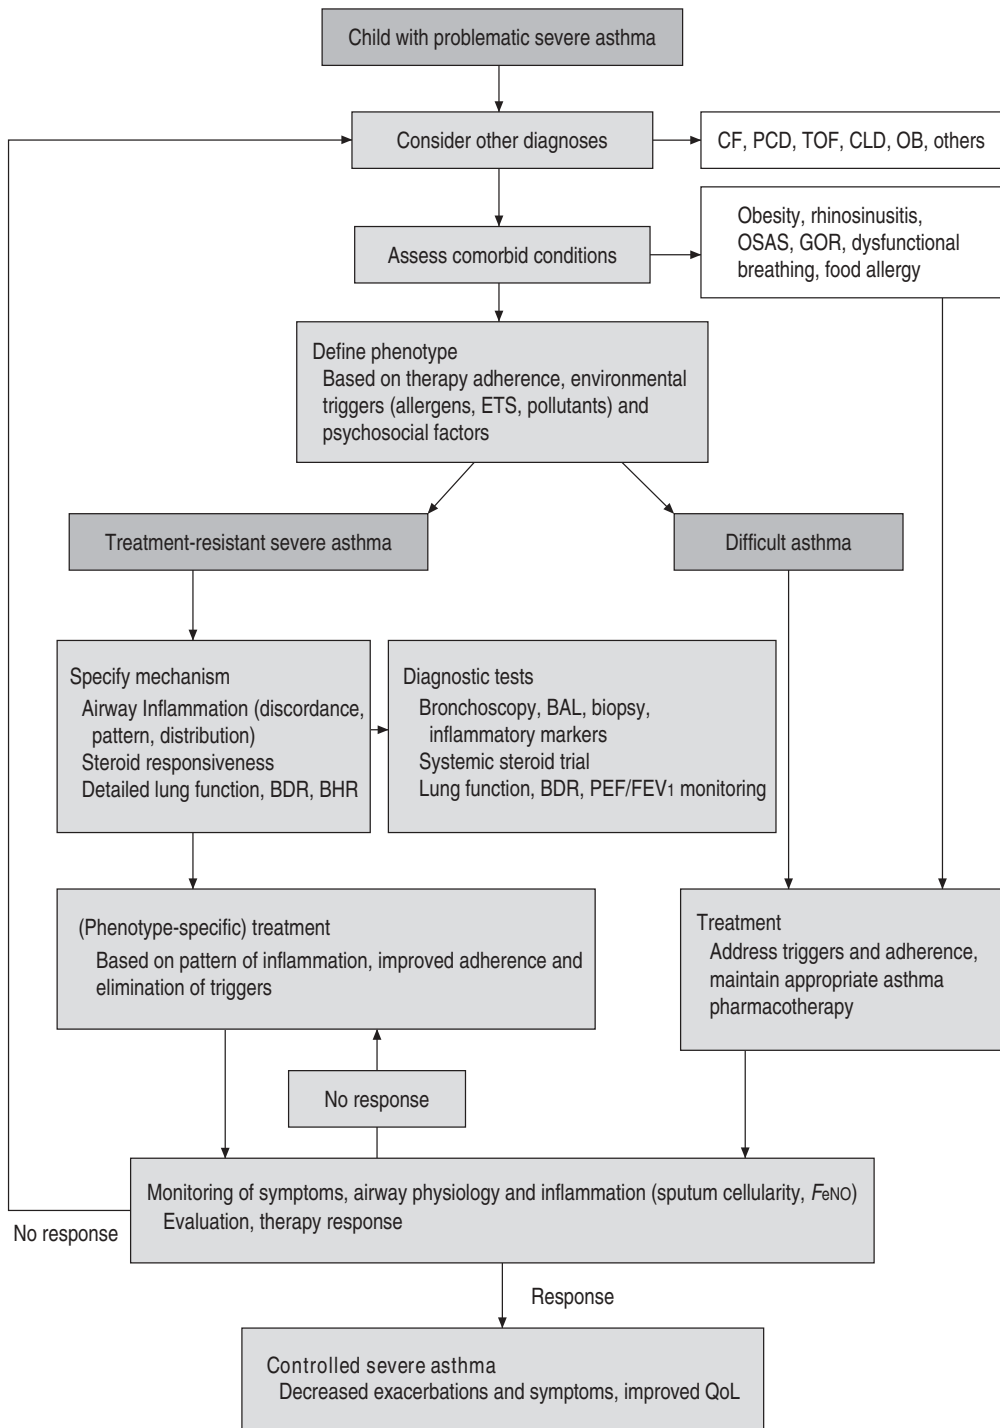 Child with problematic severe asthma
Consider other diagnoses
CF, PCD, TOF, CLD, OB, others
Assess comorbid conditions
Obesity, rhinosinusitis,
OSAS, GOR, dysfunctional
breathing, food allergy
Define phenotype
Based on therapy adherence, environmental
triggers (allergens, ETS, pollutants) and
psychosocial factors
Treatment-resistant severe asthma
Difficult asthma
Specify mechanism
Airway Inflammation (discordance,
pattern, distribution)
Steroid responsiveness
Detailed lung function, BDR, BHR
Diagnostic tests
Bronchoscopy, BAL, biopsy,
inflammatory markers
Systemic steroid trial
Lung function, BDR, PEF/FEV1 monitoring
(Phenotype-specific) treatment
Based on pattern of inflammation, improved adherence and
elimination of triggers
Treatment
Address triggers and adherence,
maintain appropriate asthma
pharmacotherapy
No response
Monitoring of symptoms, airway physiology and inflammation (sputum cellularity, FeNO)
Evaluation, therapy response
No response
Response
Controlled severe asthma
Decreased exacerbations and symptoms, improved QoL